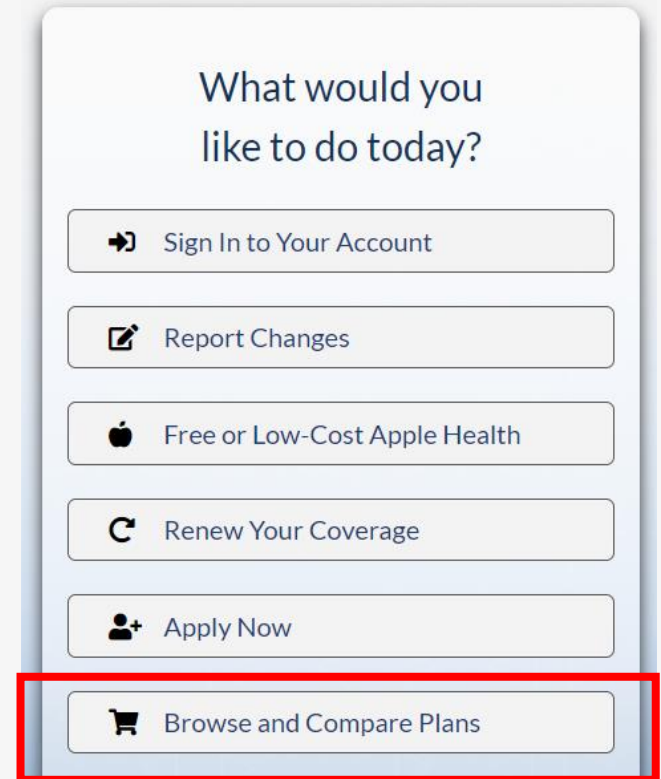 What would you
like to do today?
Sign In to Your Account
Report Changes
Free or Low-Cost Apple Health
Renew Your Coverage
Apply Now
Browse and Compare Plans